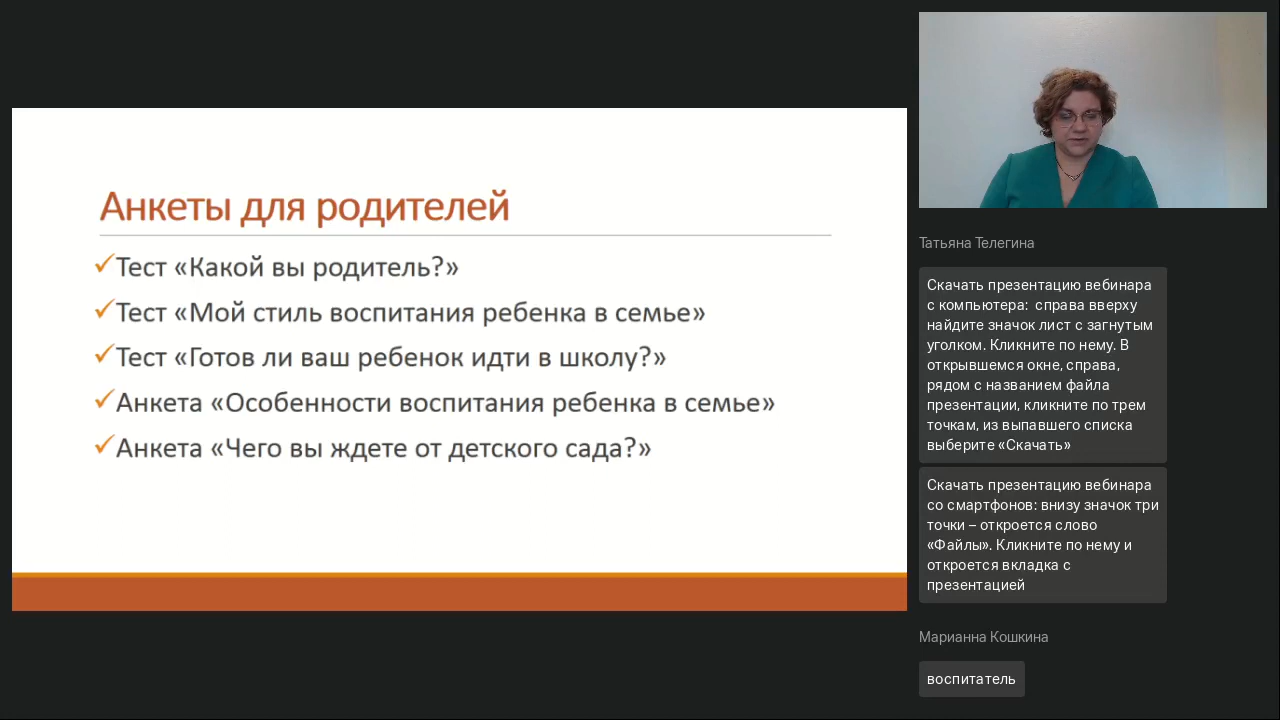 Анкеты для родителей
Тест «Какой вы родитель?»
Тест «Мой стиль воспитания ребенка в семье»
Тест «Готов ли ваш ребенок идти в школу?»
Анкета «Особенности воспитания ребенка в семье»
Анкета «Чего вы ждете от детского сада?»
Татьяна Телегина
Скачать презентацию вебинара
с компьютера:  справа вверху
найдите значок лист с загнутым
уголком. Кликните по нему. В
открывшемся окне, справа,
рядом с названием файла
презентации, кликните по трем
точкам, из выпавшего списка
выберите «Скачать»
Скачать презентацию вебинара
со смартфонов: внизу значок три
точки – откроется слово
«Файлы». Кликните по нему и
откроется вкладка с
презентацией
Марианна Кошкина
воспитатель